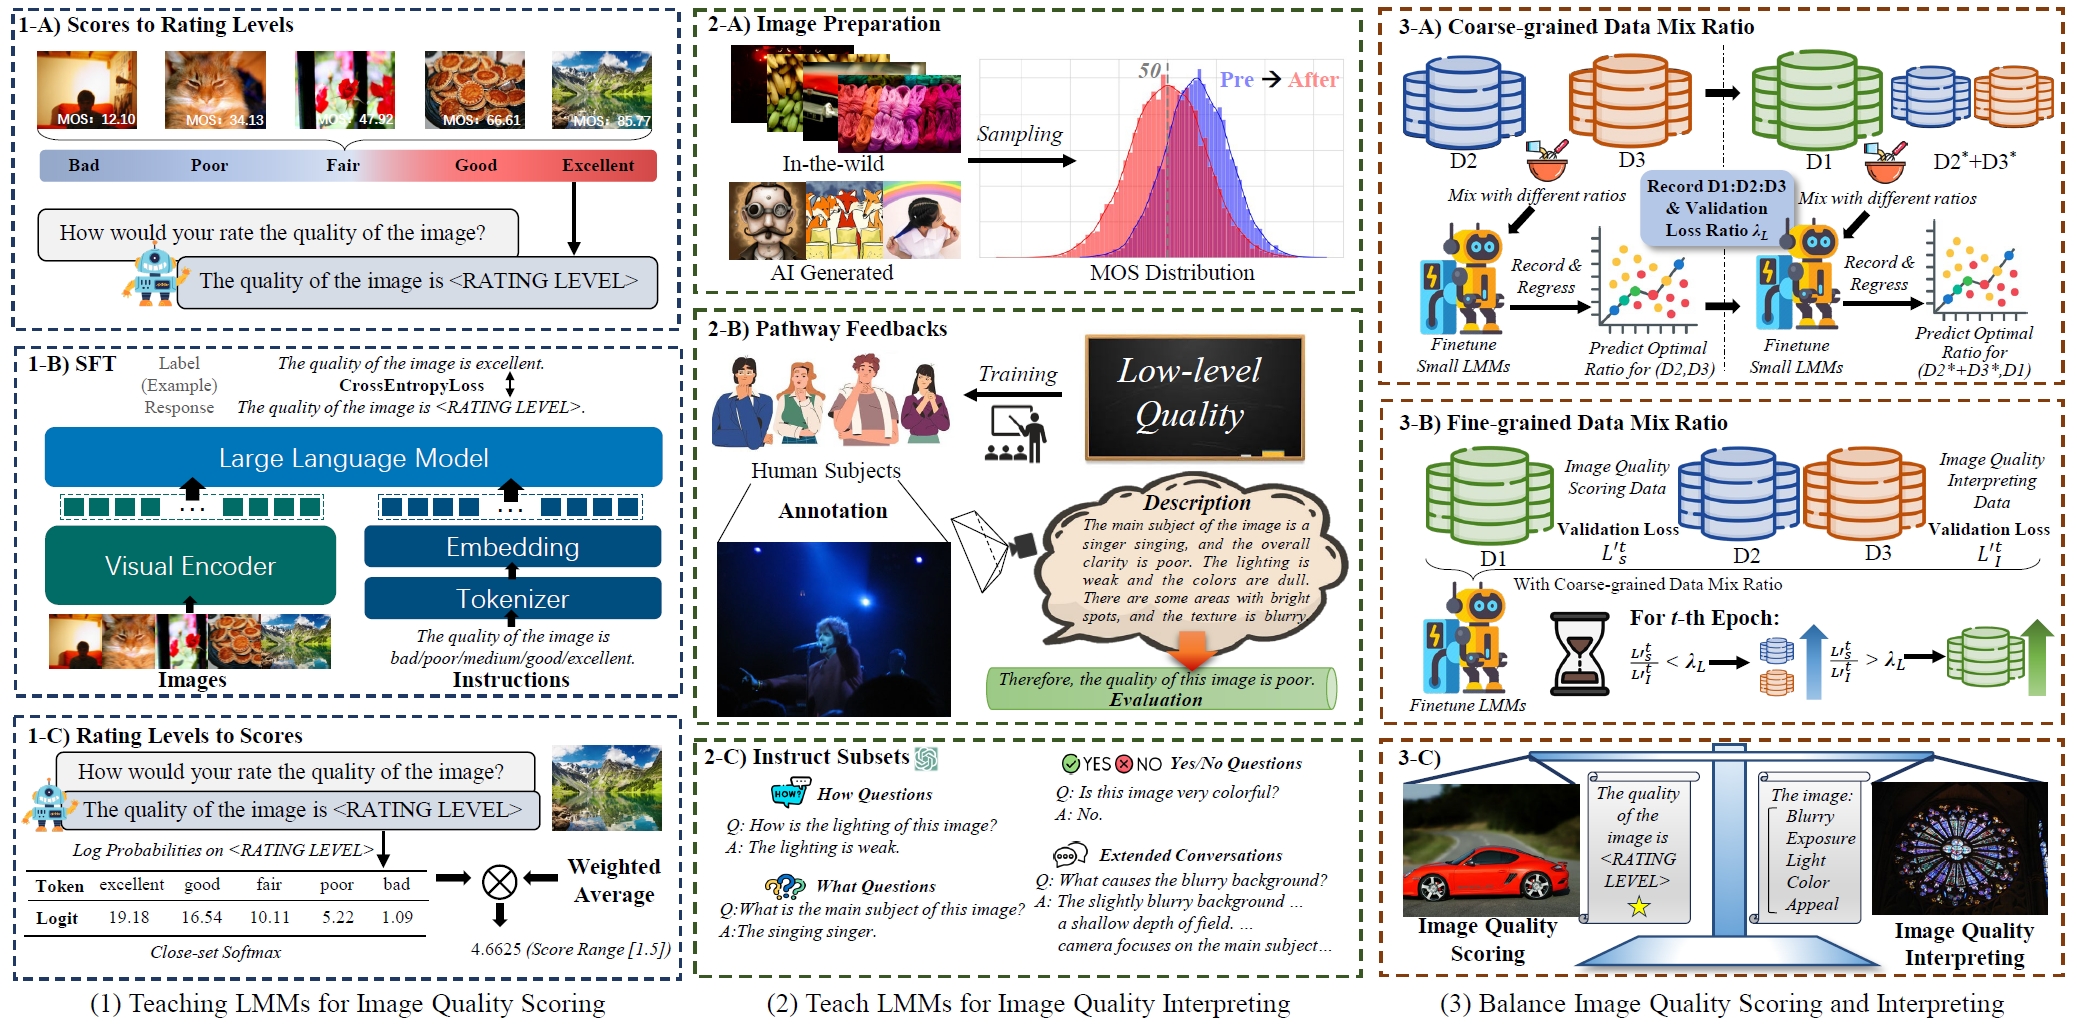 1-A) Scores to Rating Levels
MOS: 12.10
MOS: 34.13
MOS: 47.92
MOS: 66.61
MOS: 85.77
Bad
Poor
Fair
Good
Excellent
How would your rate the quality of the image?
The quality of the image is <RATING LEVEL>
1-B) SFT
Label
(Example)
Response
The quality of the image is excellent.
CrossEntropyLoss
The quality of the image is <RATING LEVEL>.
Large Language Model
...
...
Visual Encoder
Embedding
Tokenizer
The quality of the image is
bad/poor/medium/good/excellent.
Images
Instructions
1-C) Rating Levels to Scores
How would your rate the quality of the image?
The quality of the image is <RATING LEVEL>
Log Probabilities on <RATING LEVEL>
Token excellent good fair poor bad
Logit 19.18 16.54 10.11 5.22 1.09
Close-set Softmax
Weighted
Average
4.6625 (Score Range [1.5])
(1) Teaching LMMs for Image Quality Scoring
2-A) Image Preparation
In-the-wild
AI Generated
Sampling
50
Pre → After
MOS Distribution
2-B) Pathway Feedbacks
Human Subjects
Training
Low-level
Quality
Annotation
Description
The main subject of the image is a
singer singing, and the overall
clarity is poor. The lighting is
weak and the colors are dull.
There are some areas with bright
spots, and the texture is blurry.
Therefore, the quality of this image is poor.
Evaluation
2-C) Instruct Subsets
HOW?
How Questions
Q: How is the lighting of this image?
A: The lighting is weak.
What Questions
Q:What is the main subject of this image?
A:The singing singer.
YES NO Yes/No Questions
Q: Is this image very colorful?
A: No.
Extended Conversations
Q: What causes the blurry background?
A: The slightly blurry background ...
a shallow depth of field. ...
camera focuses on the main subject...
(2) Teach LMMs for Image Quality Interpreting
3-A) Coarse-grained Data Mix Ratio
D2
D3
D1
D2*+D3*
Mix with different ratios
Record D1:D2:D3
& Validation
Loss Ratio λL
Mix with different ratios
Record &
Regress
Record &
Regress
Finetune
Small LMMs
Predict Optimal
Ratio for (D2,D3)
Finetune
Small LMMs
Predict Optimal
Ratio for
(D2*+D3*,D1)
3-B) Fine-grained Data Mix Ratio
Image Quality
Scoring Data
Validation Loss
L′ᵗS
Image Quality
Interpreting
Data
Validation Loss
L′ᵗI
D1
D2
D3
With Coarse-grained Data Mix Ratio
For t-th Epoch:
L′ᵗS / L′ᵗI < λL
L′ᵗS / L′ᵗI > λL
Finetune LMMs
3-C)
The quality
of the
image is
<RATING
LEVEL>
The image:
Blurry
Exposure
Light
Color
Appeal
Image Quality
Scoring
Image Quality
Interpreting
(3) Balance Image Quality Scoring and Interpreting